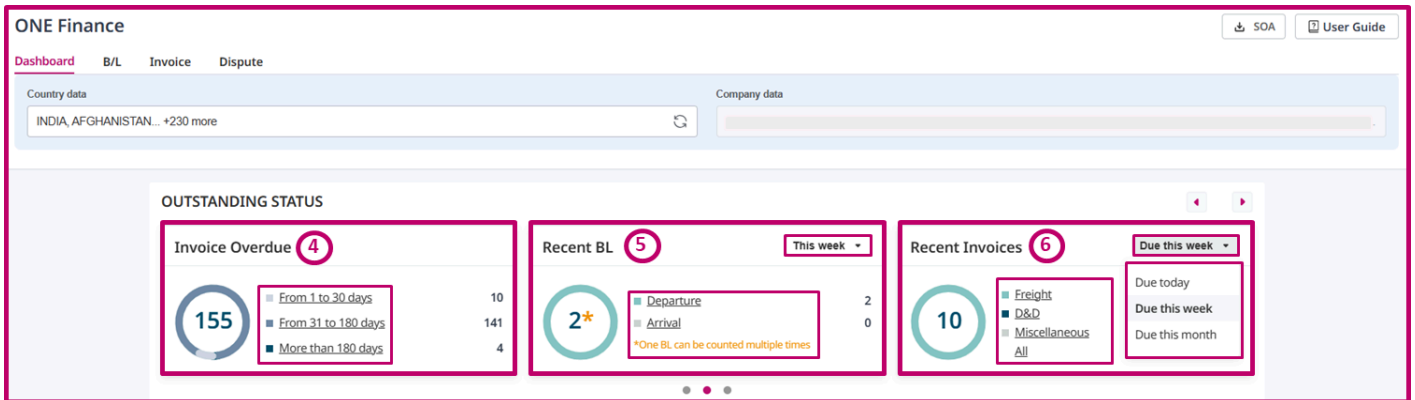 ONE Finance
SOA
User Guide
Dashboard B/L Invoice Dispute
Country data
Company data
INDIA, AFGHANISTAN... +230 more
OUTSTANDING STATUS
Invoice Overdue 4
155
From 1 to 30 days 10
From 31 to 180 days 141
More than 180 days 4
Recent BL 5
This week
2*
Departure 2
Arrival 0
*One BL can be counted multiple times
Recent Invoices 6
Due this week
10
Freight
D&D
Miscellaneous
All
Due today
Due this week
Due this month